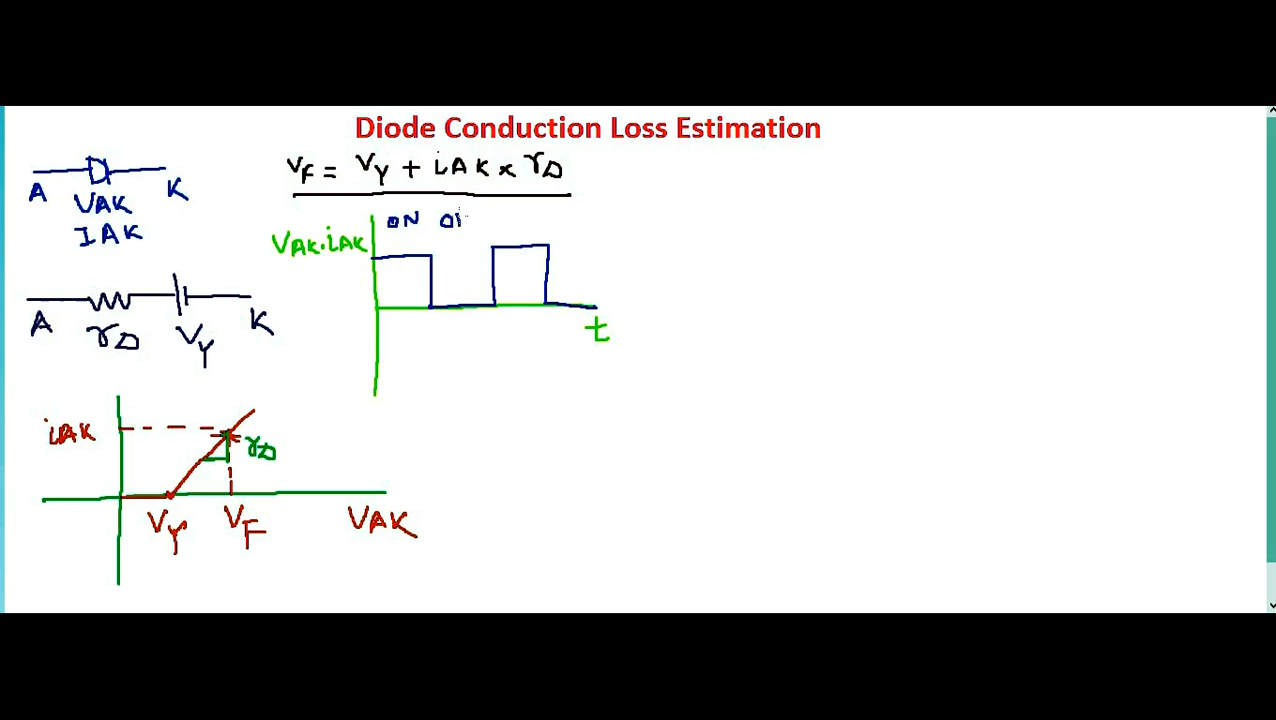 Diode Conduction Loss Estimation
VF = Vγ + iAK × rD
A K
VAK
IAK
ON
VAK·iAK
t
A rD Vγ K
iAK
rD
Vγ VF VAK